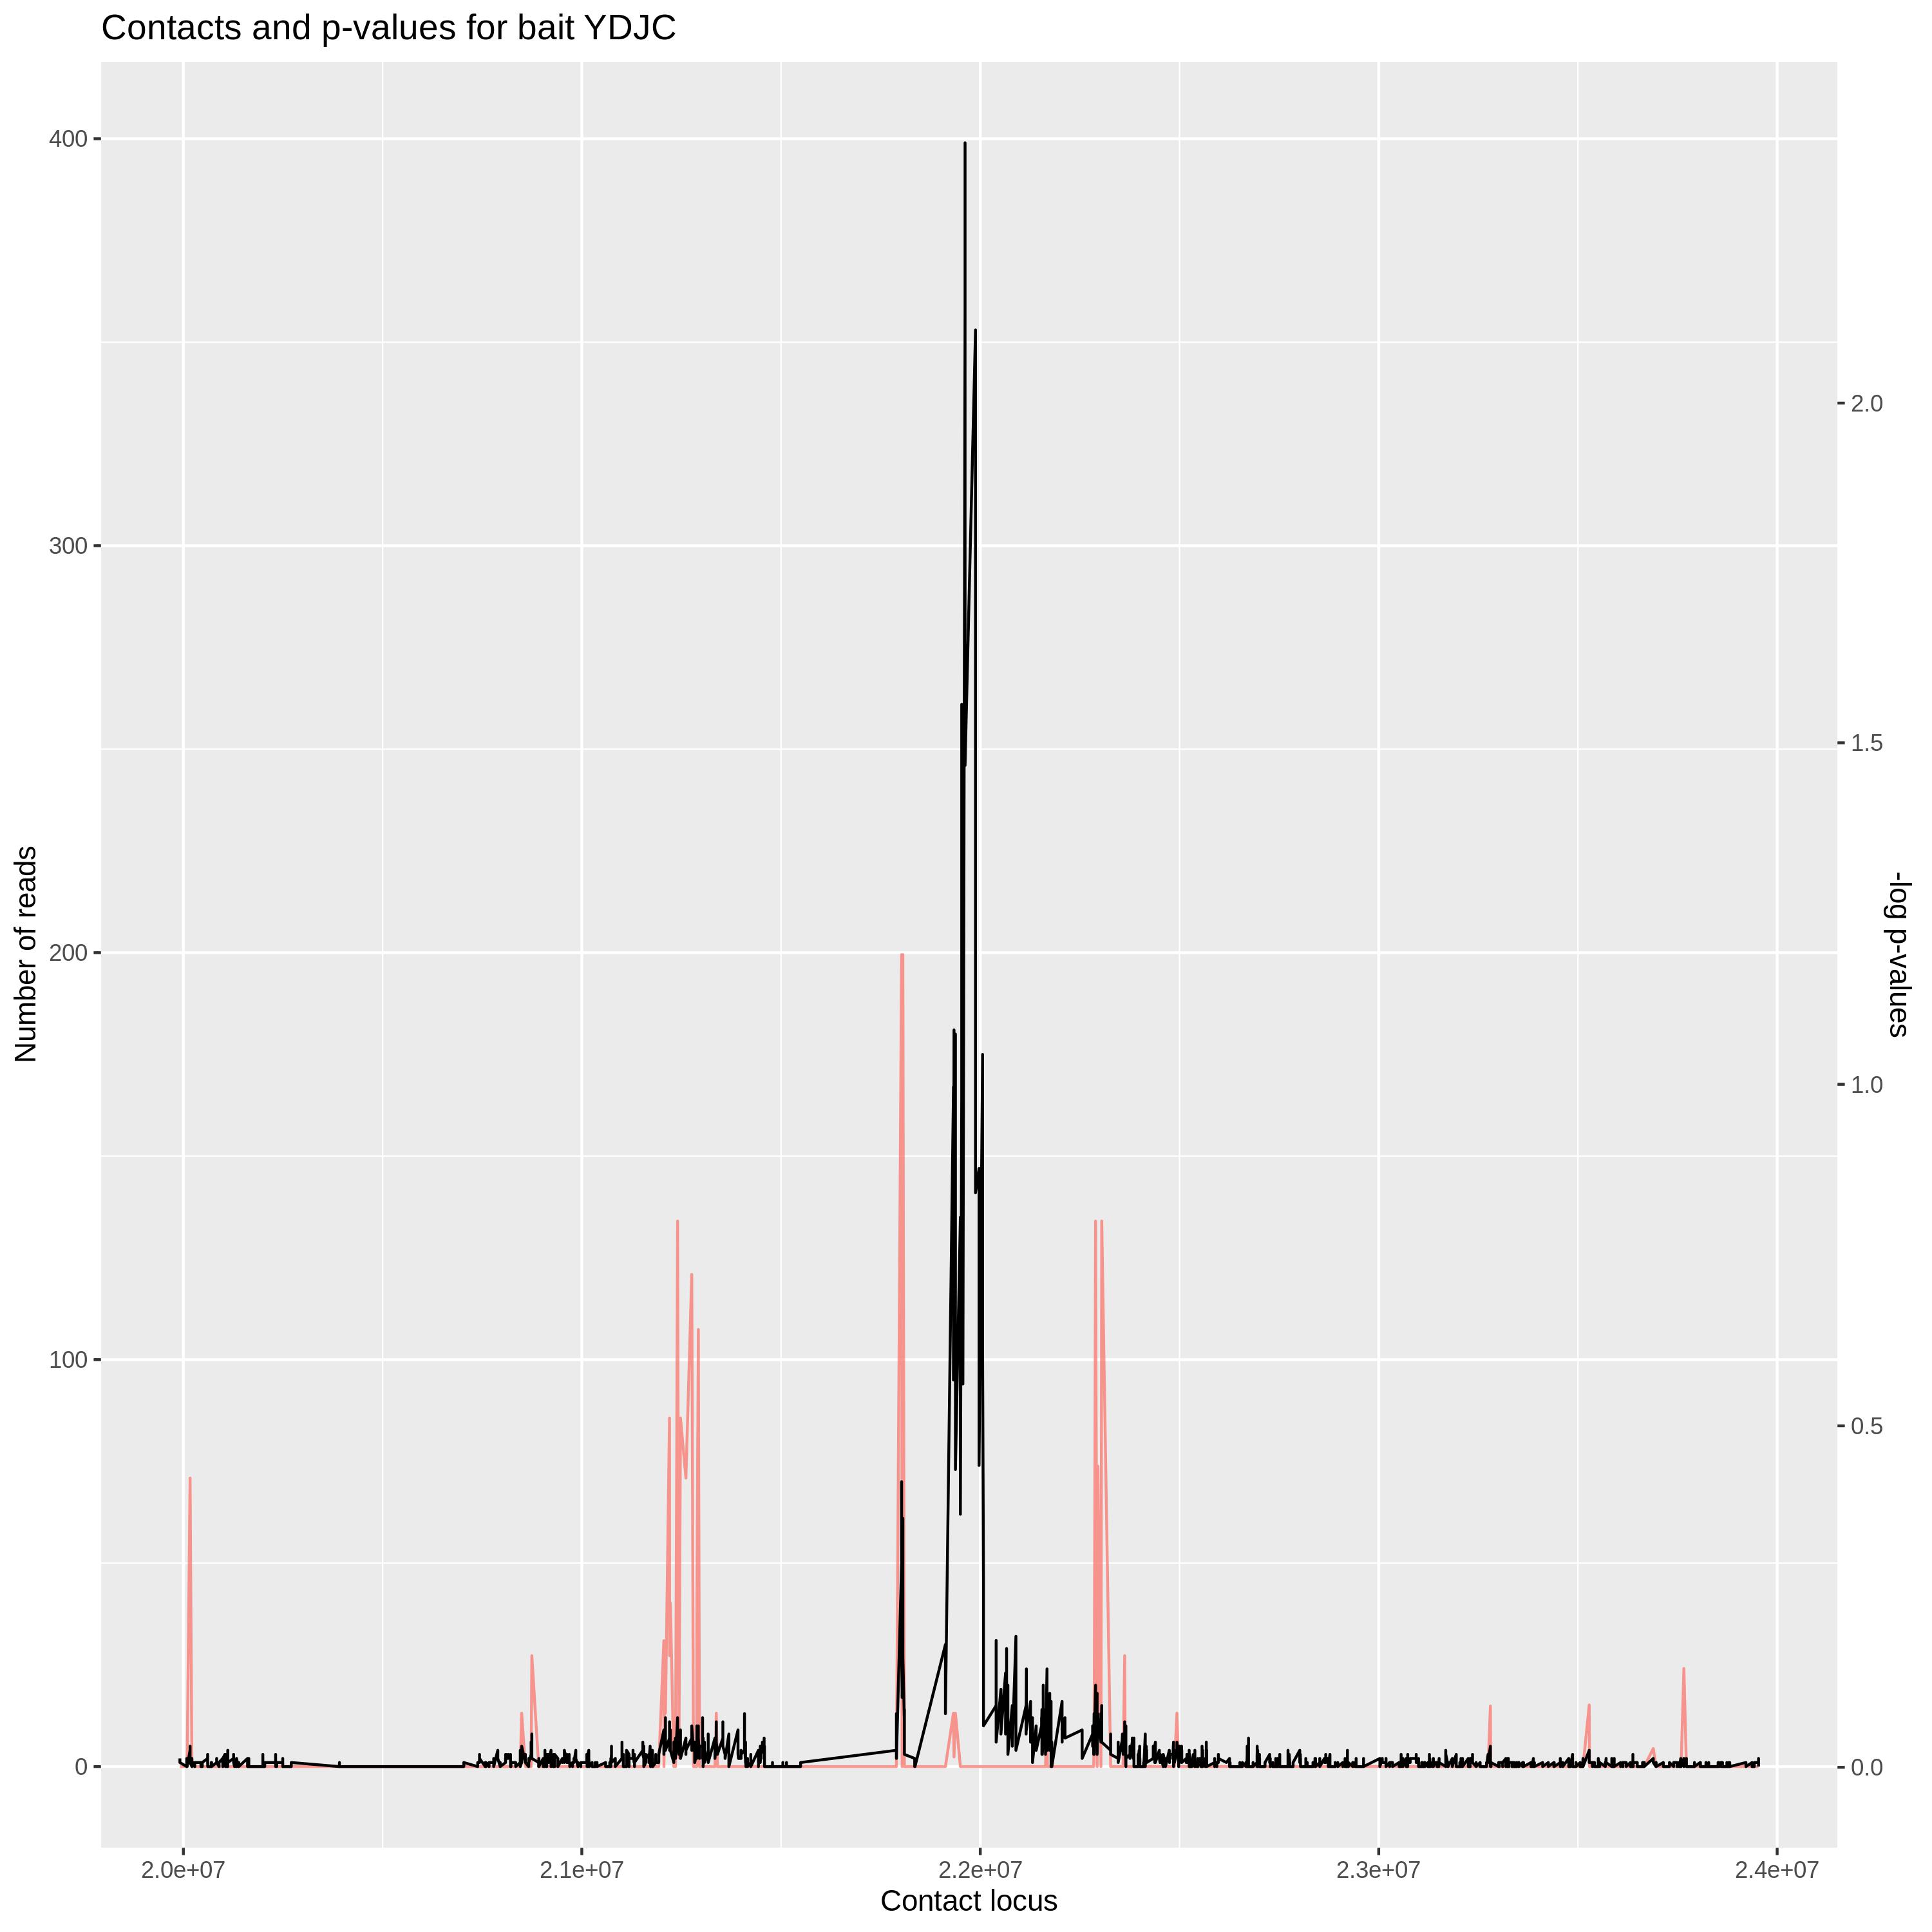 Contacts and p-values for bait YDJC
400
300
200
100
0
Number of reads
2.0
1.5
1.0
0.5
0.0
-log p-values
2.0e+07
2.1e+07
2.2e+07
2.3e+07
2.4e+07
Contact locus